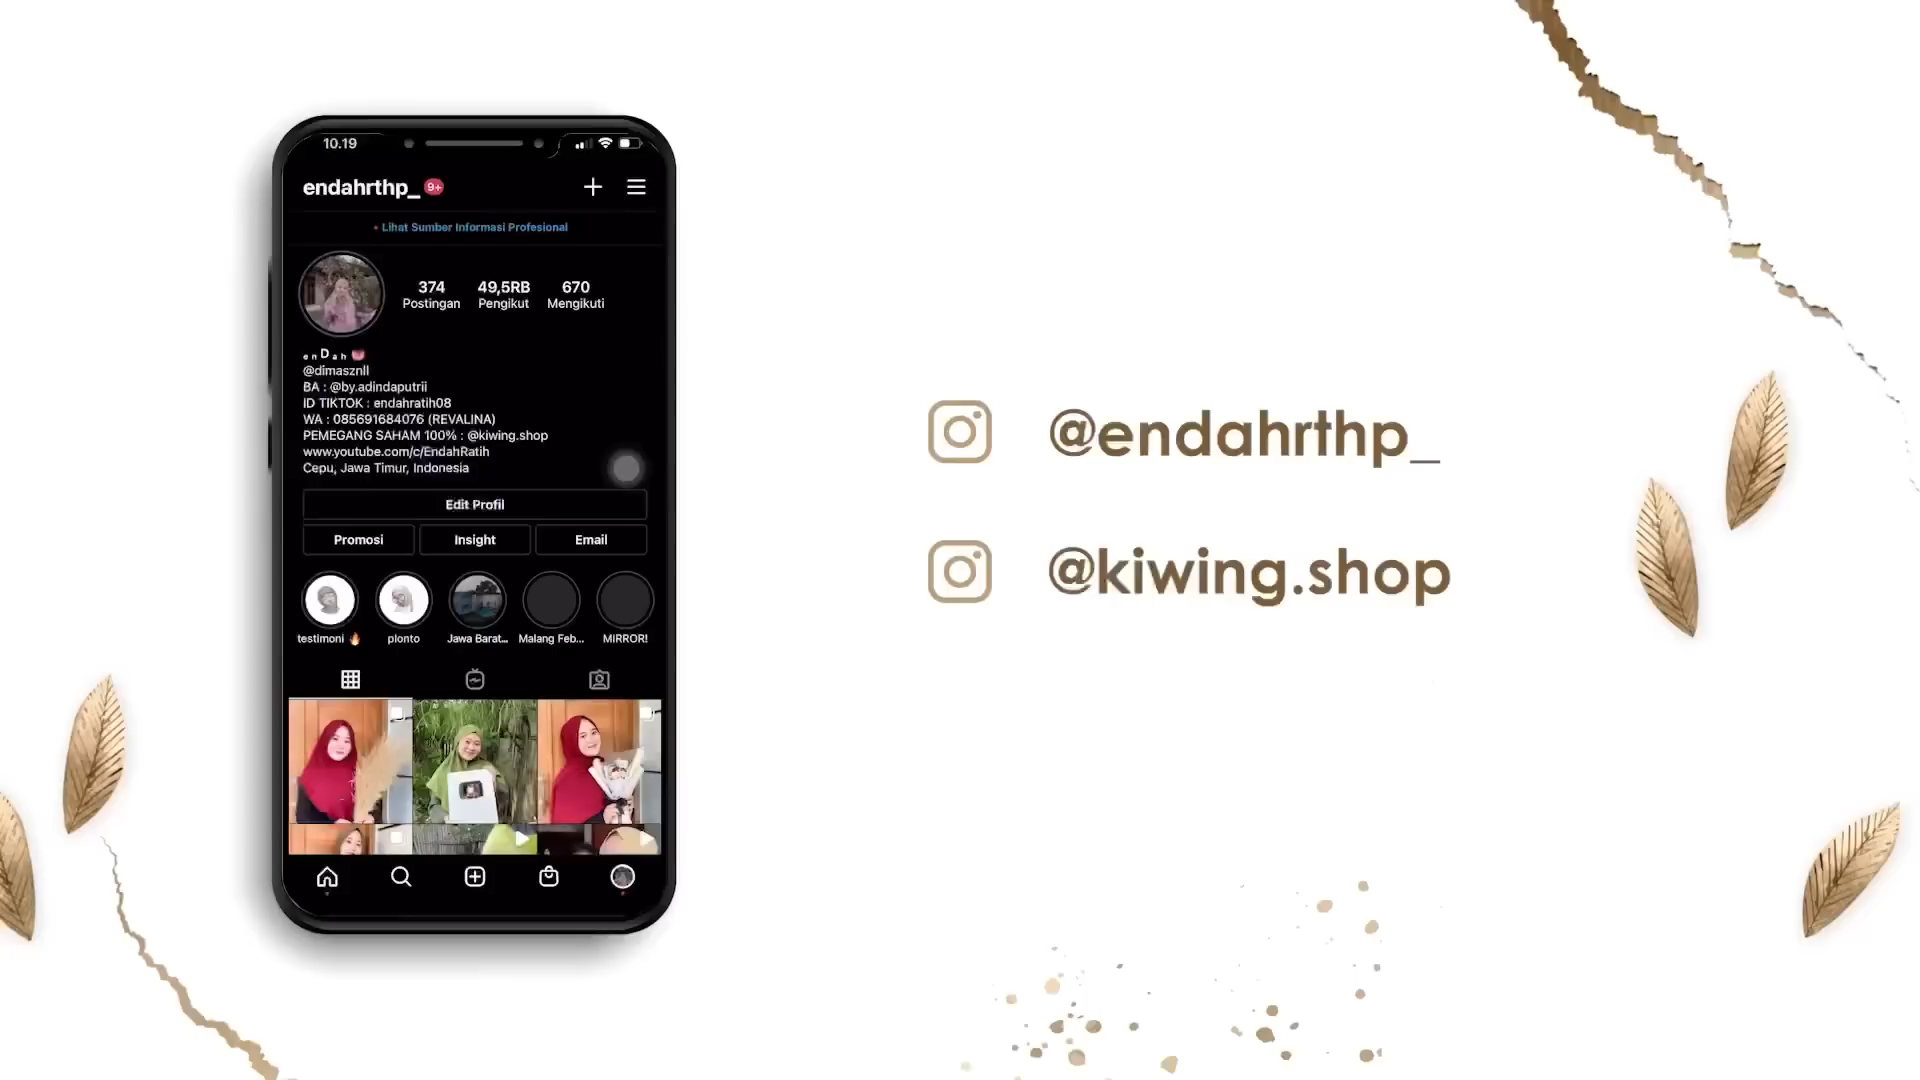 10.19
endahrthp_ 9+
• Lihat Sumber Informasi Profesional
374 49,5RB 670
Postingan Pengikut Mengikuti
ₑₙDₐₕ
@dimasznll
BA : @by.adindaputrii
ID TIKTOK : endahratih08
WA : 085691684076 (REVALINA)
PEMEGANG SAHAM 100% : @kiwing.shop
www.youtube.com/c/EndahRatih
Cepu, Jawa Timur, Indonesia
Edit Profil
Promosi Insight Email
testimoni 🔥 plonto Jawa Barat... Malang Feb... MIRROR!
@endahrthp_
@kiwing.shop